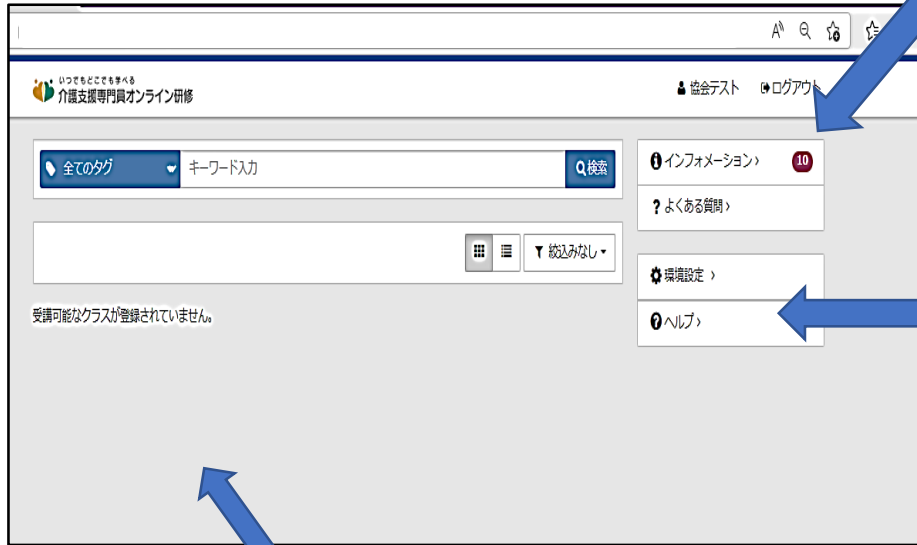 いつでもどこでも学べる
介護支援専門員オンライン研修
協会テスト ログアウト
全てのタグ キーワード入力 検索
インフォメーション › 10
? よくある質問 ›
絞込みなし
環境設定 ›
ヘルプ ›
受講可能なクラスが登録されていません。